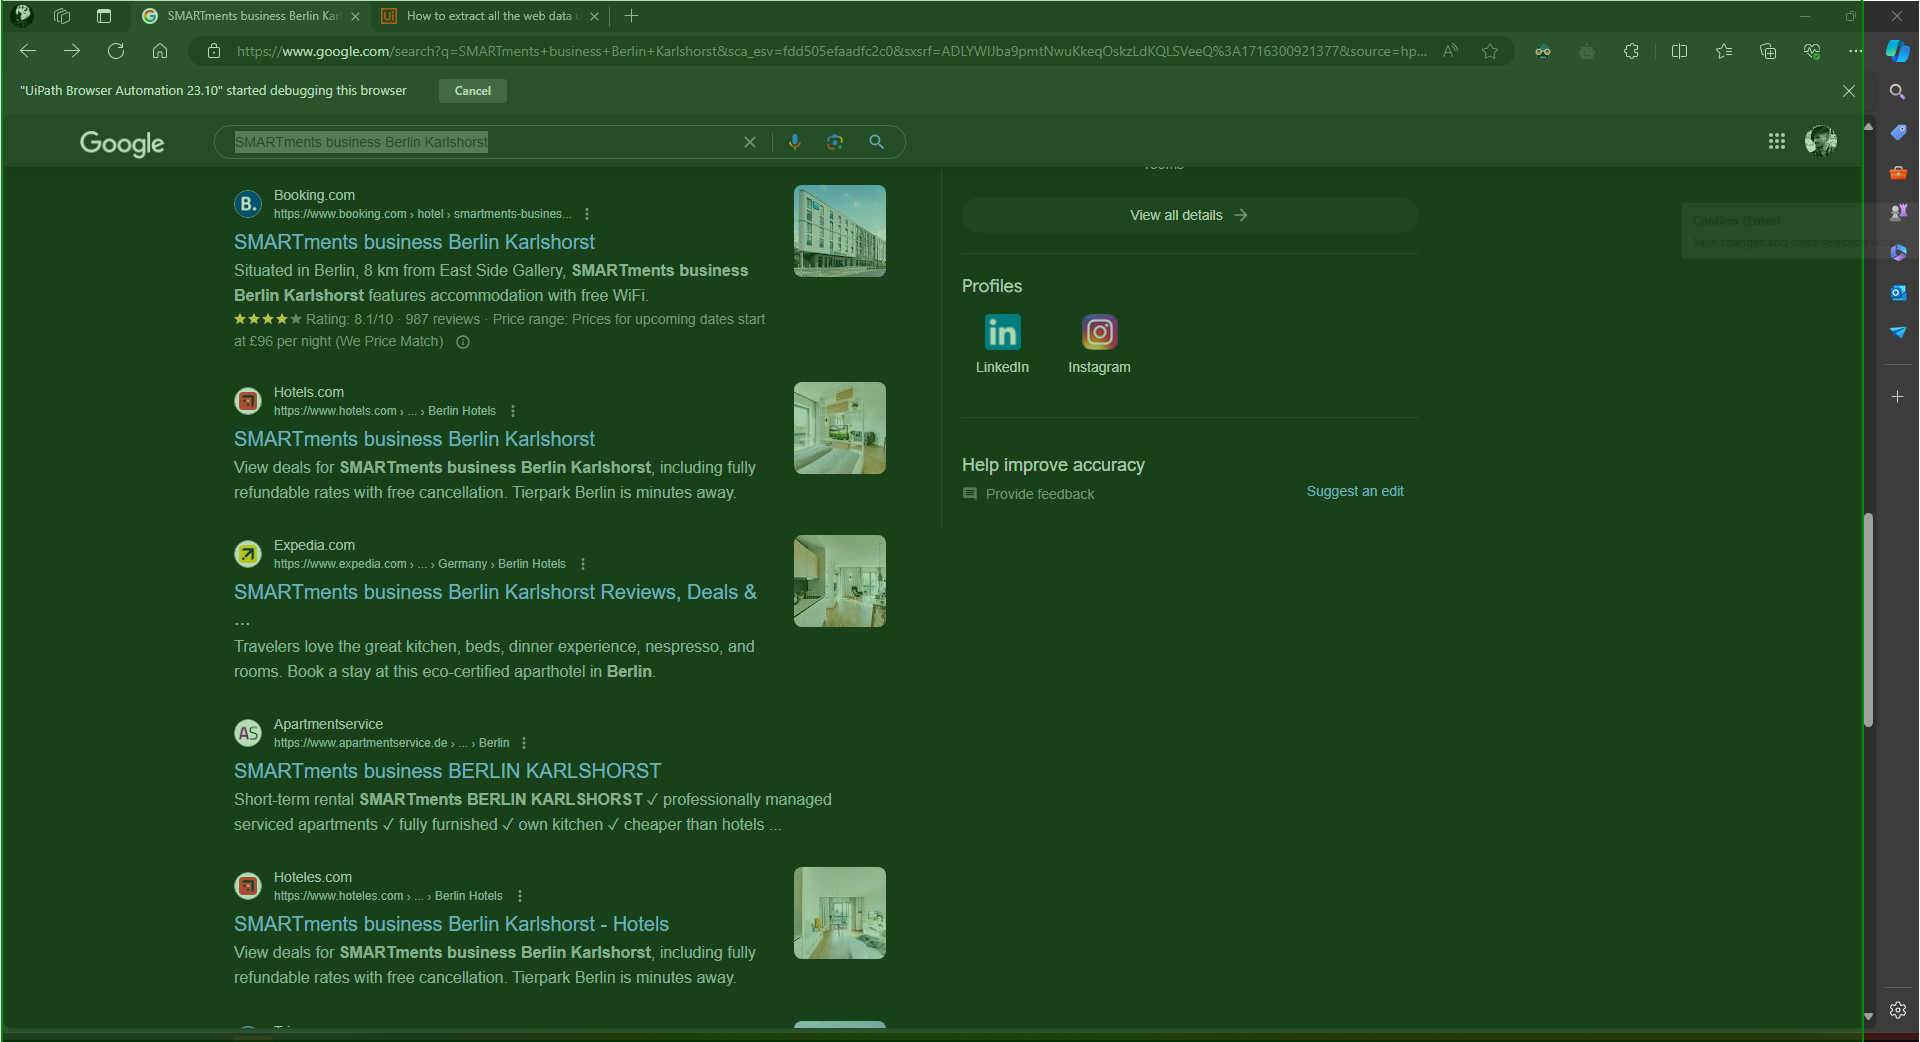 SMARTments business Berlin Kar
How to extract all the web data u
https://www.google.com/search?q=SMARTments+business+Berlin+Karlshorst&sca_esv=fdd505efaadfc2c0&sxsrf=ADLYWIJba9pmtNwuKkeqOskzLdKQLSVeeQ%3A1716300921377&source=hp...
"UiPath Browser Automation 23.10" started debugging this browser
Cancel
Google
SMARTments business Berlin Karlshorst
Booking.com
https://www.booking.com › hotel › smartments-busines...
SMARTments business Berlin Karlshorst
Situated in Berlin, 8 km from East Side Gallery, SMARTments business
Berlin Karlshorst features accommodation with free WiFi.
Rating: 8.1/10 · 987 reviews · Price range: Prices for upcoming dates start
at £96 per night (We Price Match)
Hotels.com
https://www.hotels.com › ... › Berlin Hotels
SMARTments business Berlin Karlshorst
View deals for SMARTments business Berlin Karlshorst, including fully
refundable rates with free cancellation. Tierpark Berlin is minutes away.
Expedia.com
https://www.expedia.com › ... › Germany › Berlin Hotels
SMARTments business Berlin Karlshorst Reviews, Deals &
...
Travelers love the great kitchen, beds, dinner experience, nespresso, and
rooms. Book a stay at this eco-certified aparthotel in Berlin.
AS
Apartmentservice
https://www.apartmentservice.de › ... › Berlin
SMARTments business BERLIN KARLSHORST
Short-term rental SMARTments BERLIN KARLSHORST ✓ professionally managed
serviced apartments ✓ fully furnished ✓ own kitchen ✓ cheaper than hotels ...
Hoteles.com
https://www.hoteles.com › ... › Berlin Hotels
SMARTments business Berlin Karlshorst - Hotels
View deals for SMARTments business Berlin Karlshorst, including fully
refundable rates with free cancellation. Tierpark Berlin is minutes away.
View all details
Profiles
LinkedIn
Instagram
Help improve accuracy
Provide feedback
Suggest an edit
Confirm (Enter)
Save changes and close selection wizard